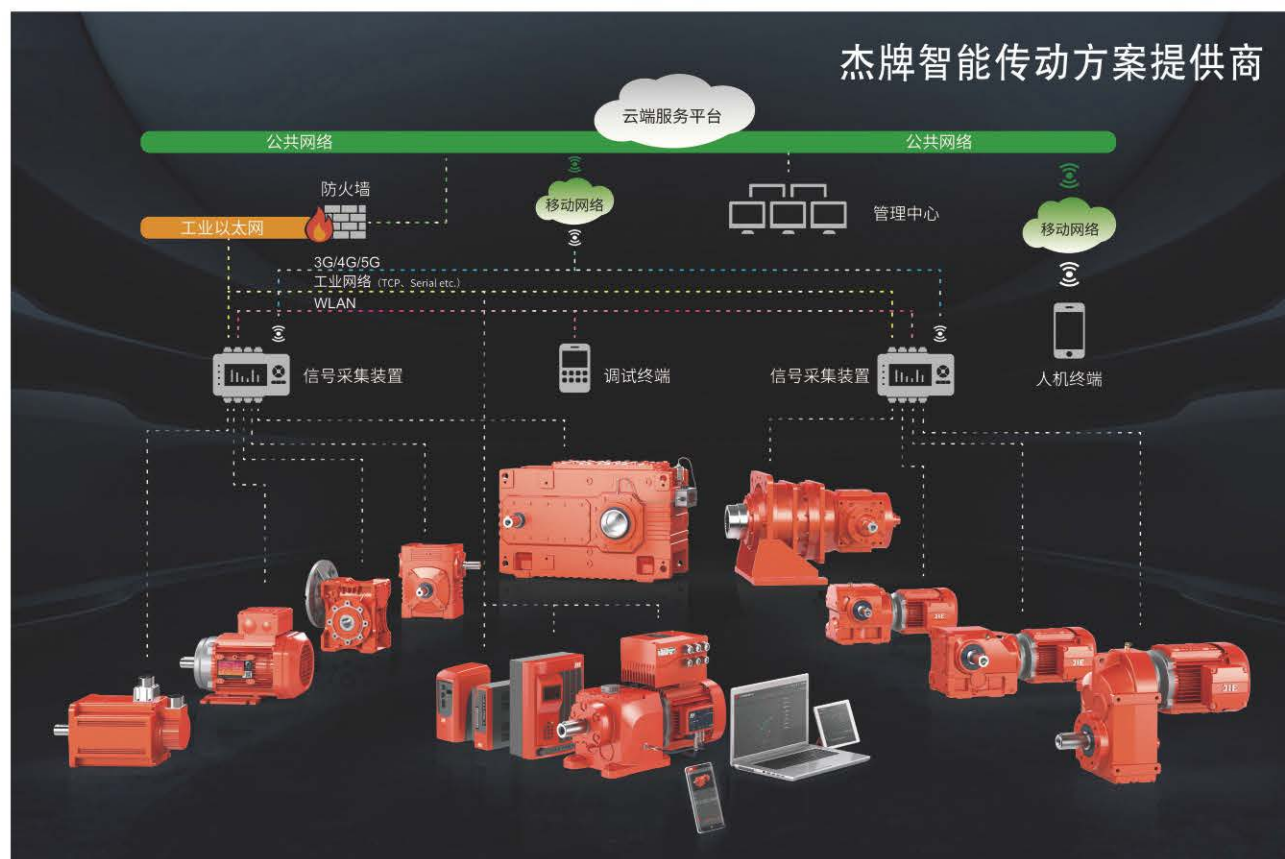 杰牌智能传动方案提供商
云端服务平台
公共网络
公共网络
防火墙
移动网络
管理中心
移动网络
工业以太网
3G/4G/5G
工业网络（TCP、Serial etc.）
WLAN
信号采集装置
调试终端
信号采集装置
人机终端
JIE
JIE